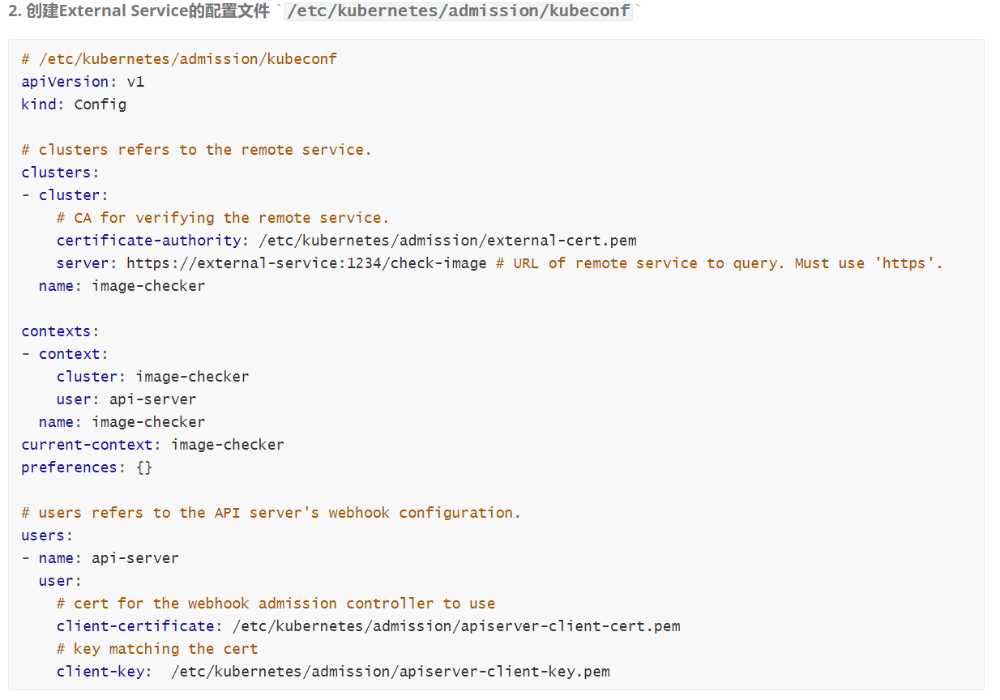 2. 创建External Service的配置文件 `/etc/kubernetes/admission/kubeconf`
# /etc/kubernetes/admission/kubeconf
apiVersion: v1
kind: Config
# clusters refers to the remote service.
clusters:
- cluster:
    # CA for verifying the remote service.
    certificate-authority: /etc/kubernetes/admission/external-cert.pem
    server: https://external-service:1234/check-image # URL of remote service to query. Must use 'https'.
  name: image-checker
contexts:
- context:
    cluster: image-checker
    user: api-server
  name: image-checker
current-context: image-checker
preferences: {}
# users refers to the API server's webhook configuration.
users:
- name: api-server
  user:
    # cert for the webhook admission controller to use
    client-certificate: /etc/kubernetes/admission/apiserver-client-cert.pem
    # key matching the cert
    client-key:  /etc/kubernetes/admission/apiserver-client-key.pem